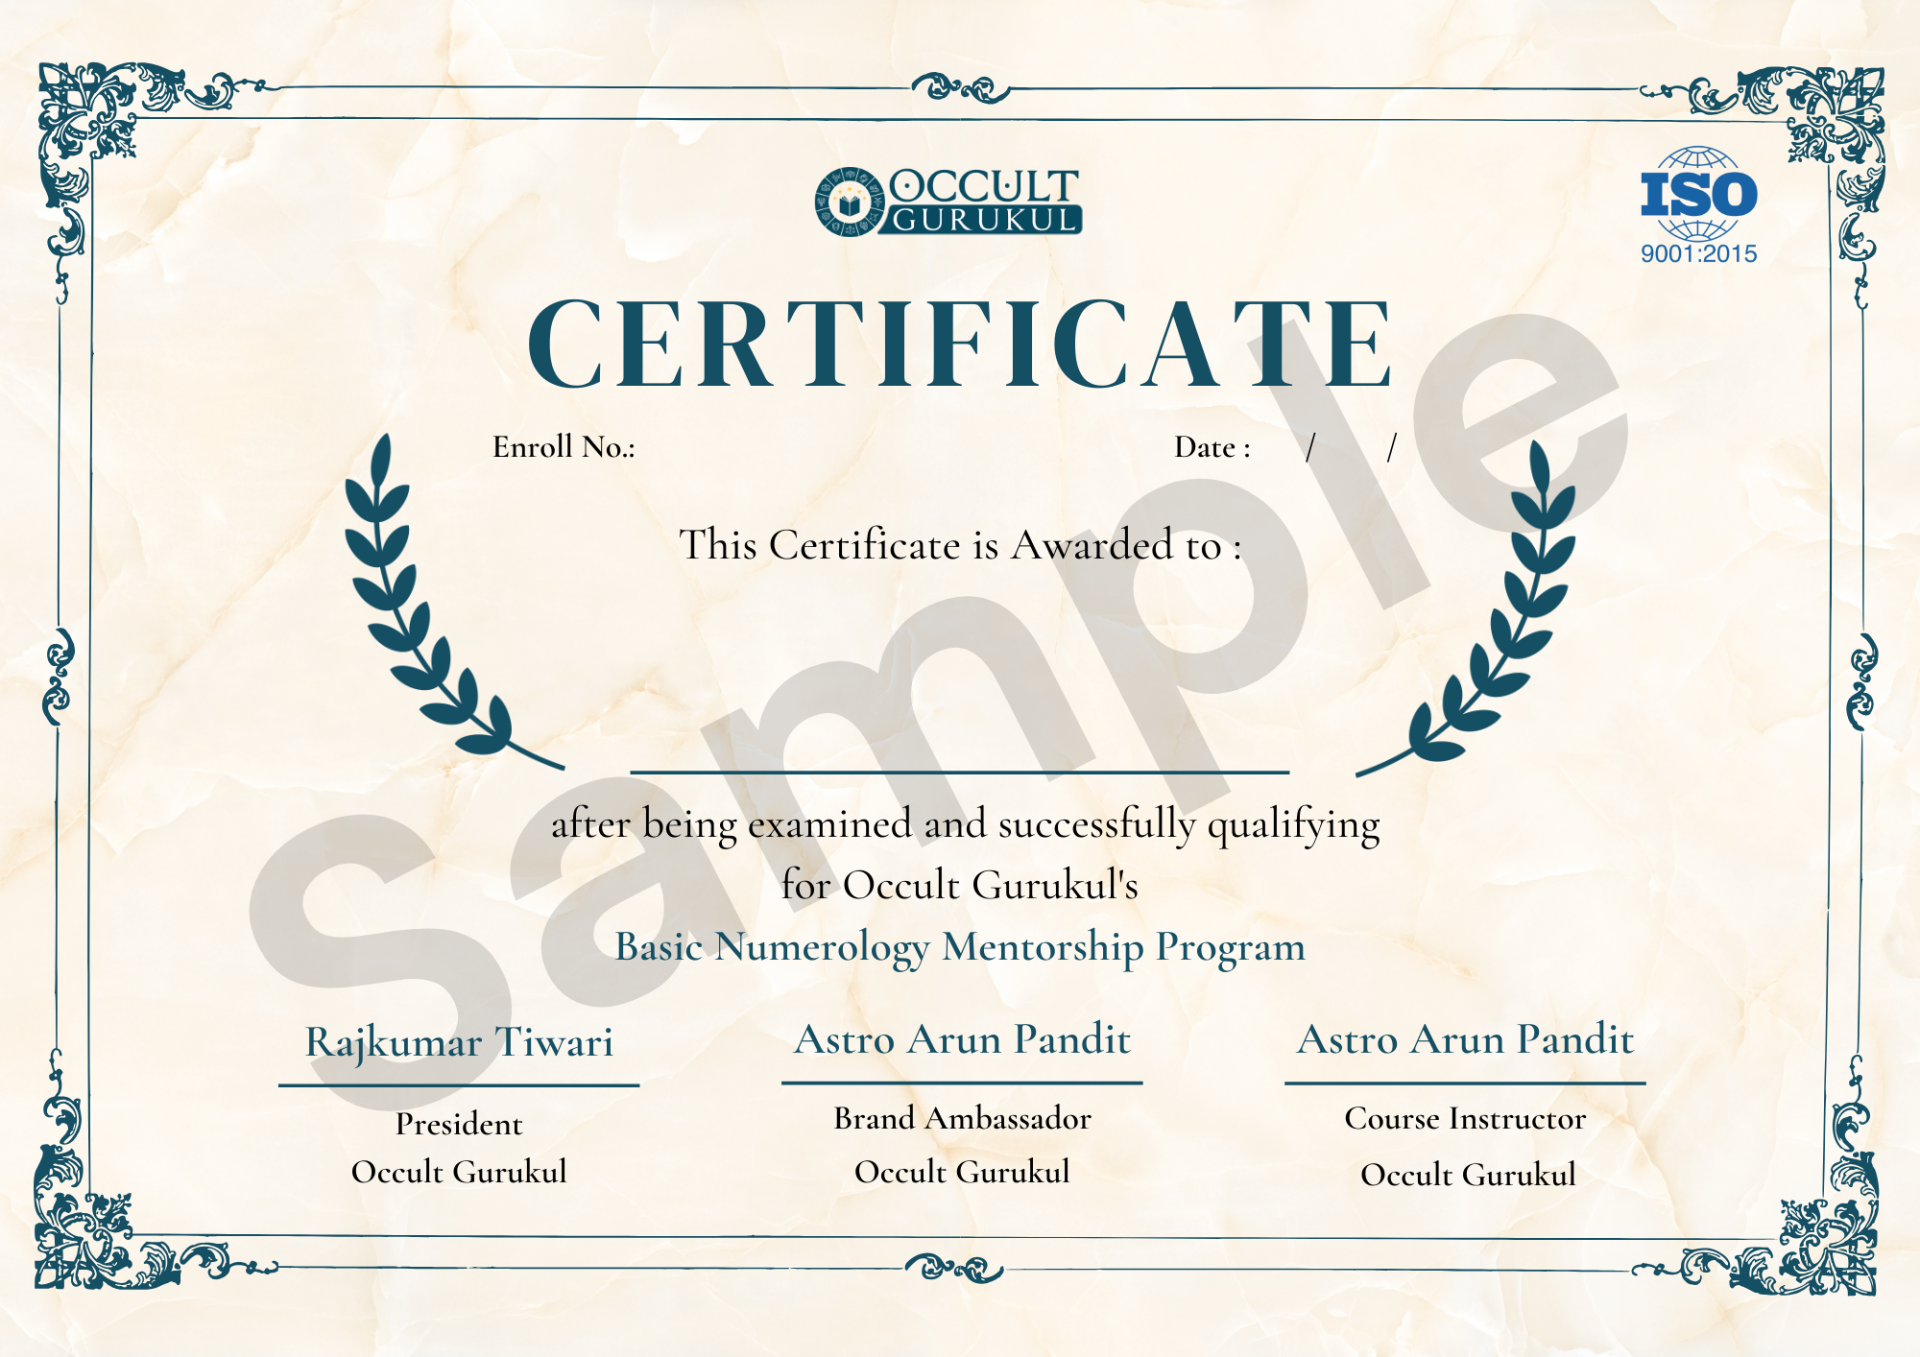 OCCULT
GURUKUL
ISO
9001:2015
CERTIFICATE
Enroll No.:
Date : / /
This Certificate is Awarded to :
after being examined and successfully qualifying
for Occult Gurukul's
Basic Numerology Mentorship Program
Rajkumar Tiwari
President
Occult Gurukul
Astro Arun Pandit
Brand Ambassador
Occult Gurukul
Astro Arun Pandit
Course Instructor
Occult Gurukul
Sample